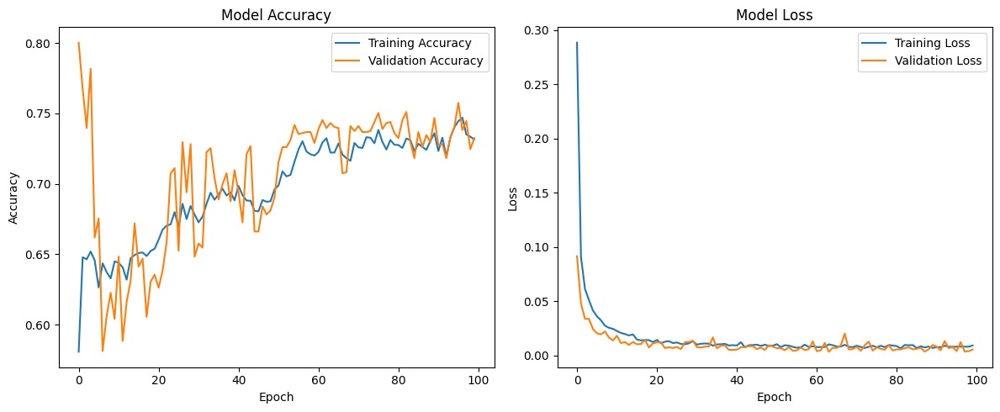 Model Accuracy
Training Accuracy
Validation Accuracy
0.80
0.75
0.70
0.65
0.60
Accuracy
0 20 40 60 80 100
Epoch
Model Loss
Training Loss
Validation Loss
0.30
0.25
0.20
0.15
0.10
0.05
0.00
Loss
0 20 40 60 80 100
Epoch